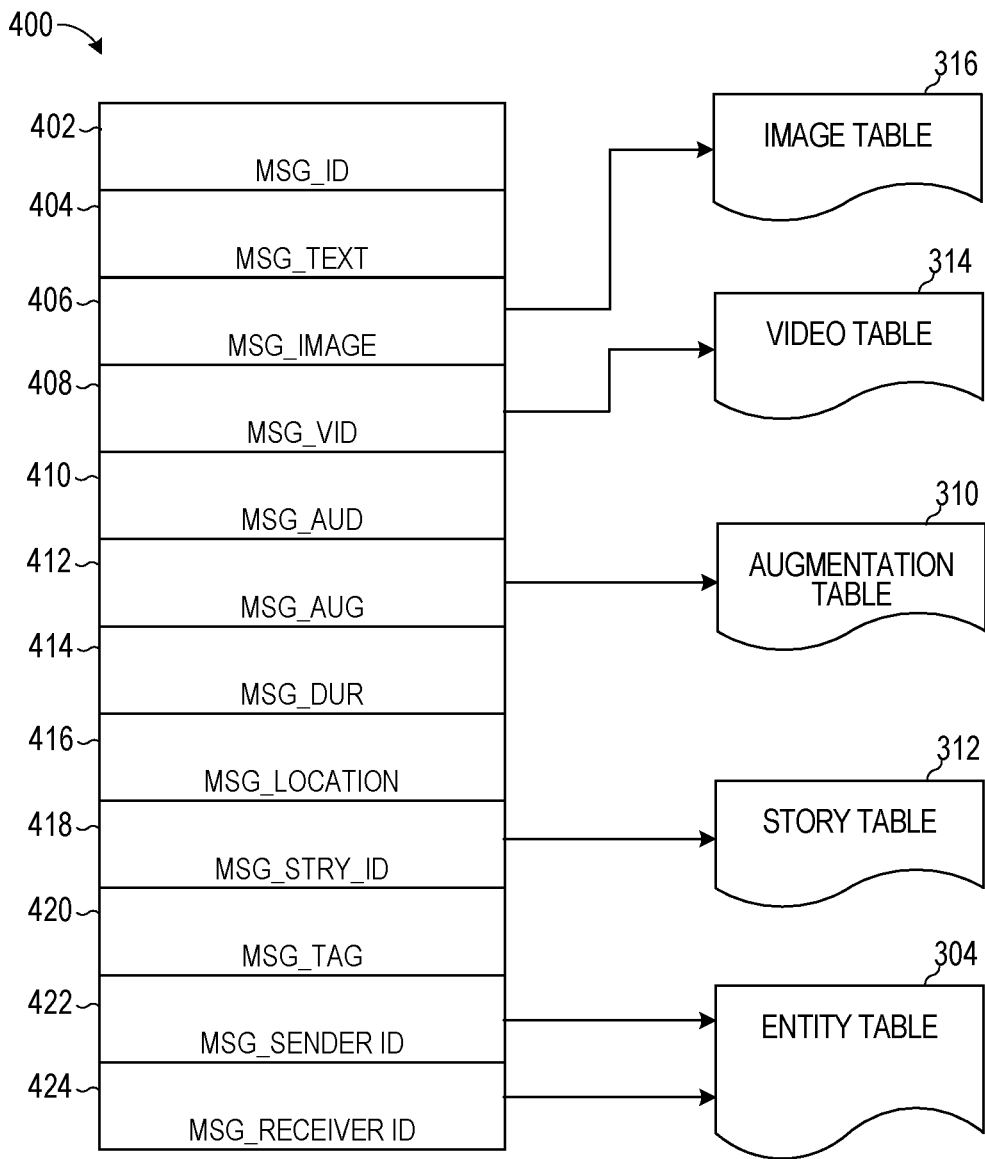 400
402
MSG_ID
404
MSG_TEXT
406
MSG_IMAGE
408
MSG_VID
410
MSG_AUD
412
MSG_AUG
414
MSG_DUR
416
MSG_LOCATION
418
MSG_STRY_ID
420
MSG_TAG
422
MSG_SENDER ID
424
MSG_RECEIVER ID
316
IMAGE TABLE
314
VIDEO TABLE
310
AUGMENTATION
TABLE
312
STORY TABLE
304
ENTITY TABLE